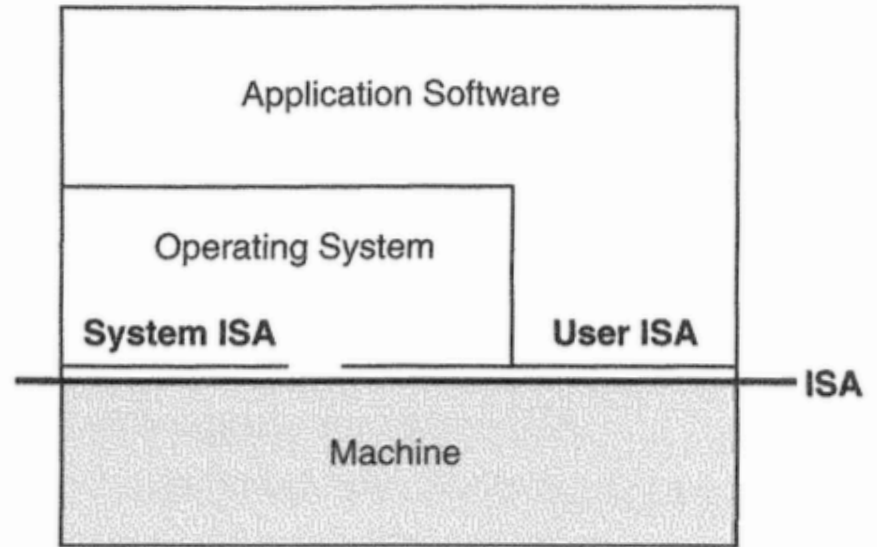 Application Software
Operating System
System ISA
User ISA
ISA
Machine